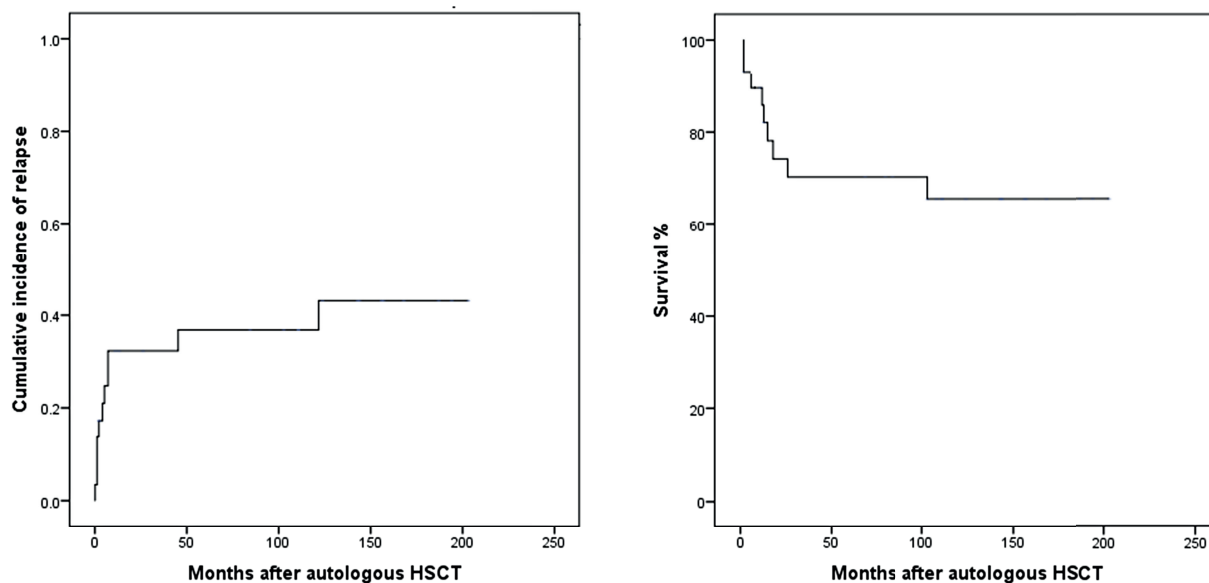 Cumulative incidence of relapse
1.0
0.8
0.6
0.4
0.2
0.0
0 50 100 150 200 250
Months after autologous HSCT
Survival %
100
80
60
40
20
0
0 50 100 150 200 250
Months after autologous HSCT